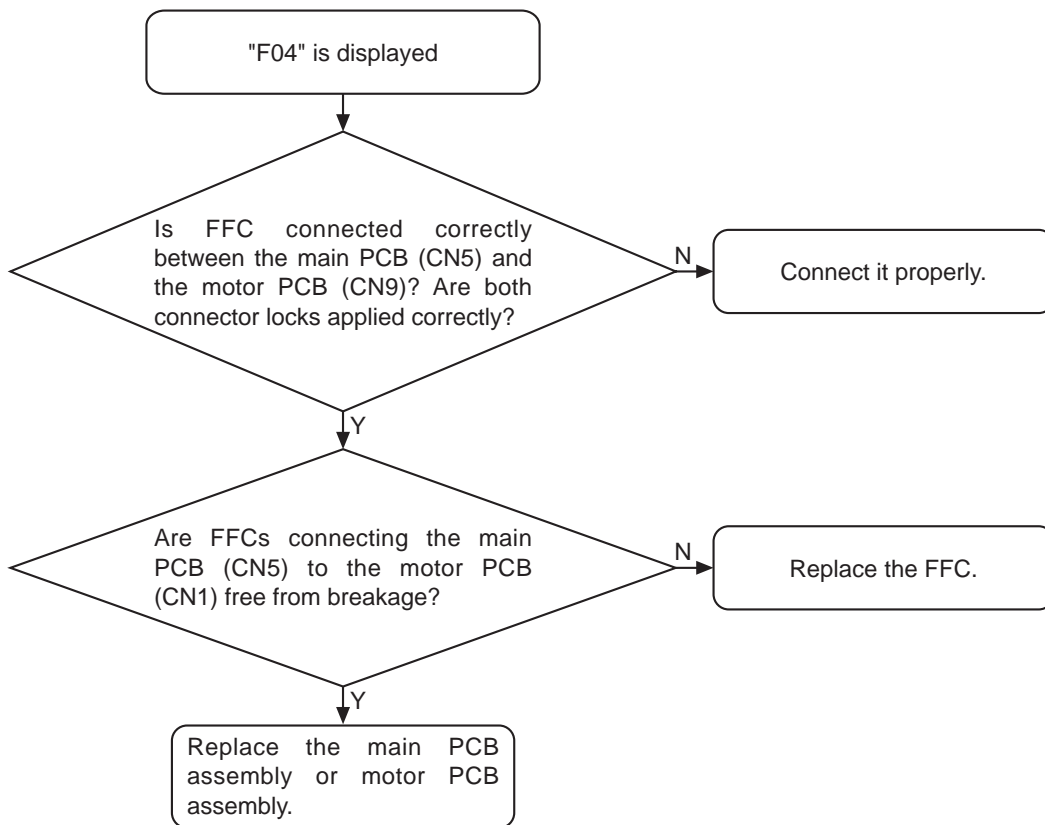 "F04" is displayed
Is FFC connected correctly
between the main PCB (CN5) and
the motor PCB (CN9)? Are both
connector locks applied correctly?
N
Connect it properly.
Y
Are FFCs connecting the main
PCB (CN5) to the motor PCB
(CN1) free from breakage?
N
Replace the FFC.
Y
Replace the main PCB
assembly or motor PCB
assembly.